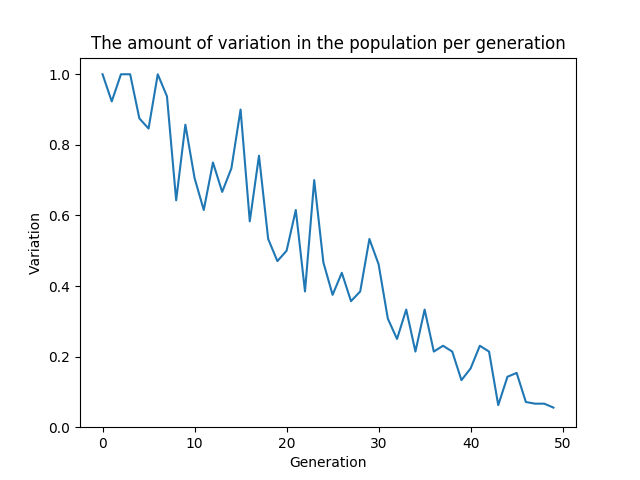 The amount of variation in the population per generation
1.0
0.8
0.6
0.4
0.2
0.0
Variation
0 10 20 30 40 50
Generation